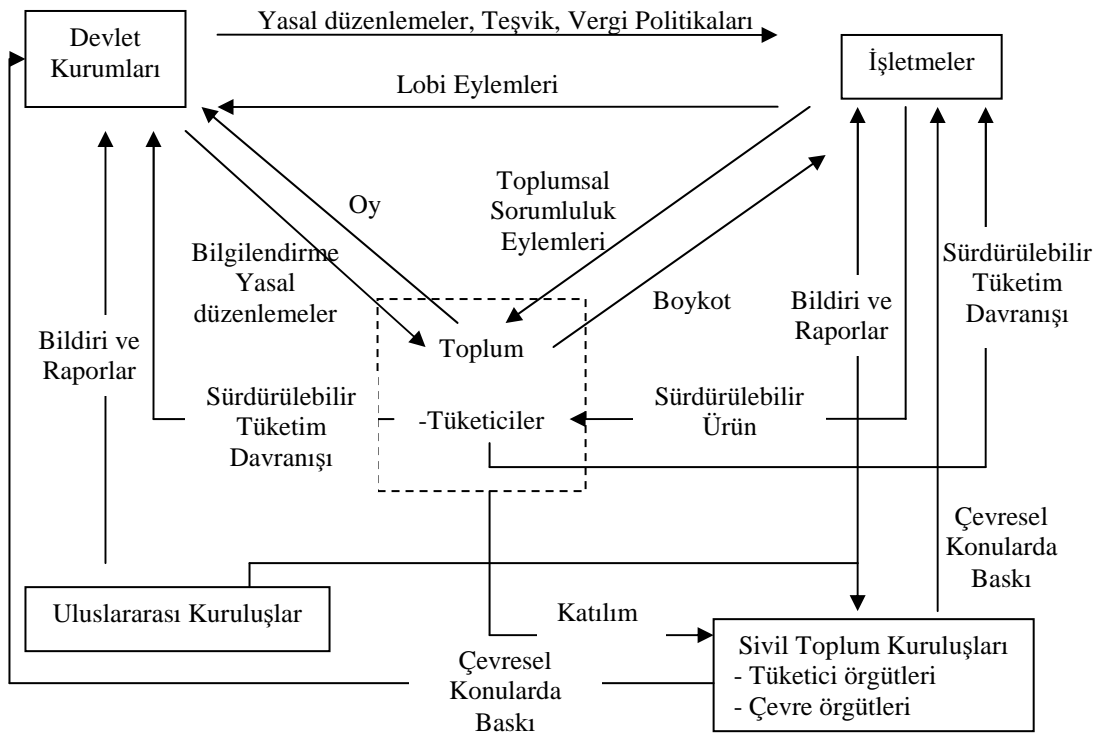 Yasal düzenlemeler, Teşvik, Vergi Politikaları
Devlet
Kurumları
İşletmeler
Lobi Eylemleri
Oy
Toplumsal
Sorumluluk
Eylemleri
Bilgilendirme
Yasal
düzenlemeler
Boykot
Bildiri ve
Raporlar
Sürdürülebilir
Tüketim
Davranışı
Bildiri ve
Raporlar
Toplum
Sürdürülebilir
Tüketim
Davranışı
-Tüketiciler
Sürdürülebilir
Ürün
Çevresel
Konularda
Baskı
Uluslararası Kuruluşlar
Katılım
Çevresel
Konularda
Baskı
Sivil Toplum Kuruluşları
- Tüketici örgütleri
- Çevre örgütleri